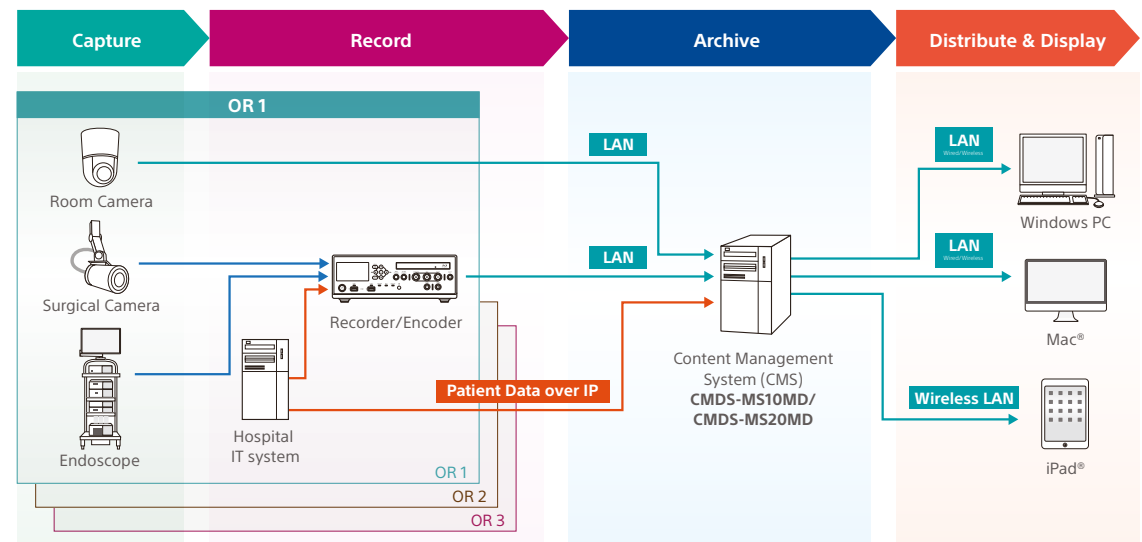 Capture
Record
Archive
Distribute & Display
OR 1
Room Camera
Surgical Camera
Endoscope
Recorder/Encoder
Hospital
IT system
OR 1
OR 2
OR 3
LAN
LAN
Patient Data over IP
Content Management
System (CMS)
CMDS-MS10MD/
CMDS-MS20MD
LAN
Wired/Wireless
Windows PC
LAN
Wired/Wireless
Mac®
Wireless LAN
iPad®